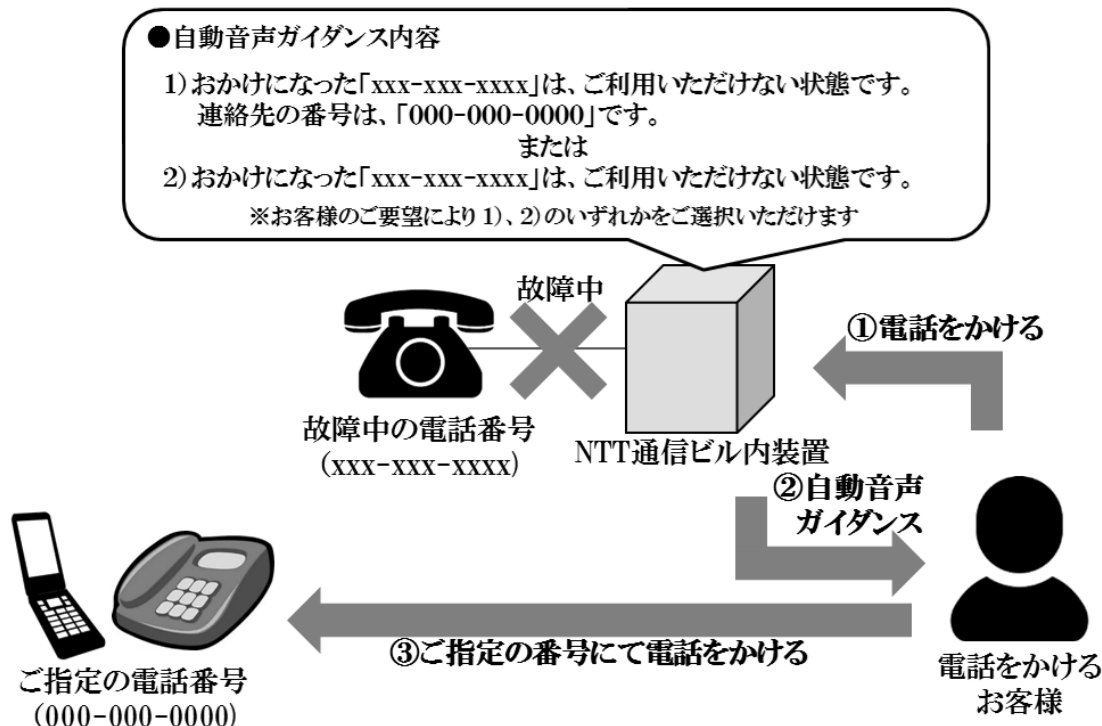 ●自動音声ガイダンス内容
1)おかけになった「xxx-xxx-xxxx」は、ご利用いただけない状態です。
連絡先の番号は、「000-000-0000」です。
または
2)おかけになった「xxx-xxx-xxxx」は、ご利用いただけない状態です。
※お客様のご要望により1)、2)のいずれかをご選択いただけます
故障中
①電話をかける
故障中の電話番号
(xxx-xxx-xxxx)
NTT通信ビル内装置
②自動音声
ガイダンス
③ご指定の番号にて電話をかける
ご指定の電話番号
(000-000-0000)
電話をかける
お客様